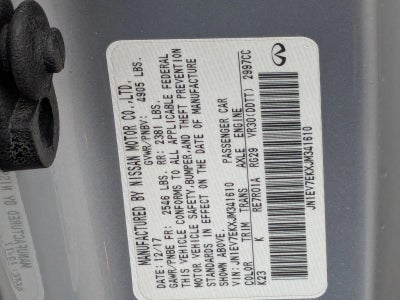 MANUFACTURED BY NISSAN MOTOR CO.,LTD.
GVWR/PNBV: 4905 LBS.
12/17
GAWR/PNBE FR: 2546 LBS. RR: 2381 LBS.
THIS VEHICLE CONFORMS TO ALL APPLICABLE FEDERAL
MOTOR VEHICLE SAFETY,BUMPER,AND THEFT PREVENTION
STANDARDS IN EFFECT ON THE DATE OF MANUFACTURE
SHOWN ABOVE.
VIN: JN1EV7EKXJM341610 PASSENGER CAR
COLOR TRIM TRANS AXLE ENGINE
K23 K RE7R01A RG29 VR30(DDTT) 2997CC
JN1EV7EKXJM341610